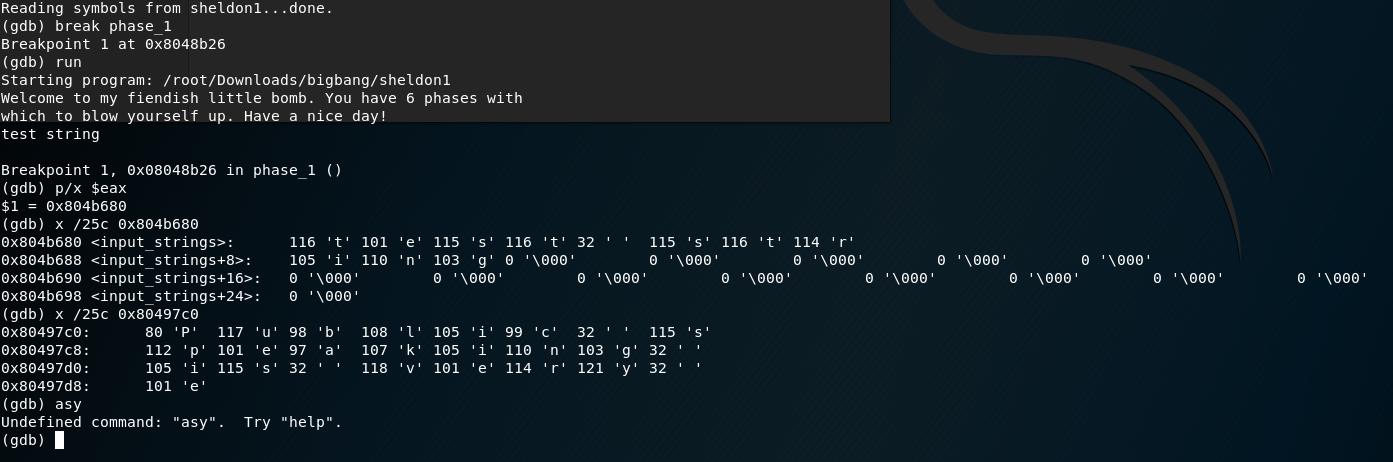 Reading symbols from sheldon1...done.
(gdb) break phase_1
Breakpoint 1 at 0x8048b26
(gdb) run
Starting program: /root/Downloads/bigbang/sheldon1
Welcome to my fiendish little bomb. You have 6 phases with
which to blow yourself up. Have a nice day!
test string

Breakpoint 1, 0x08048b26 in phase_1 ()
(gdb) p/x $eax
$1 = 0x804b680
(gdb) x /25c 0x804b680
0x804b680 <input_strings>:      116 't' 101 'e' 115 's' 116 't' 32 ' '  115 's' 116 't' 114 'r'
0x804b688 <input_strings+8>:    105 'i' 110 'n' 103 'g' 0 '\000'        0 '\000'        0 '\000'        0 '\000'        0 '\000'
0x804b690 <input_strings+16>:   0 '\000'        0 '\000'        0 '\000'        0 '\000'        0 '\000'        0 '\000'        0 '\000'        0 '\000'
0x804b698 <input_strings+24>:   0 '\000'
(gdb) x /25c 0x80497c0
0x80497c0:      80 'P'  117 'u' 98 'b'  108 'l' 105 'i' 99 'c'  32 ' '  115 's'
0x80497c8:      112 'p' 101 'e' 97 'a'  107 'k' 105 'i' 110 'n' 103 'g' 32 ' '
0x80497d0:      105 'i' 115 's' 32 ' '  118 'v' 101 'e' 114 'r' 121 'y' 32 ' '
0x80497d8:      101 'e'
(gdb) asy
Undefined command: "asy".  Try "help".
(gdb)